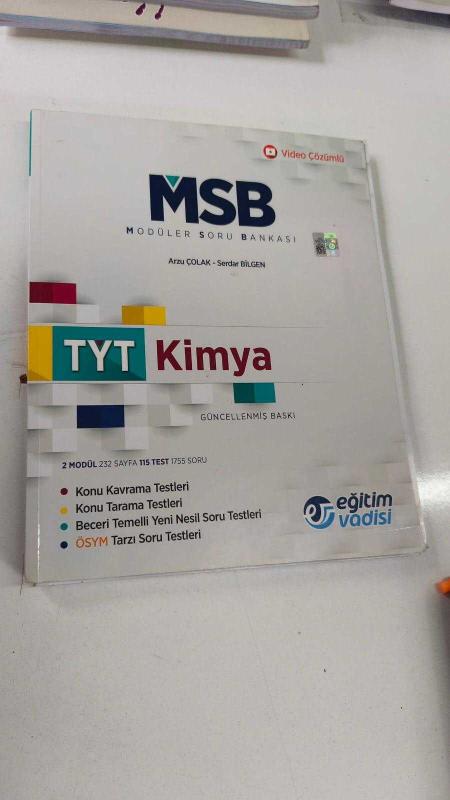 Video Çözümlü
MSB
MODÜLER SORU BANKASI
Arzu ÇOLAK - Serdar BİLGEN
TYT Kimya
GÜNCELLENMİŞ BASKI
2 MODÜL 232 SAYFA 115 TEST 1755 SORU
Konu Kavrama Testleri
Konu Tarama Testleri
Beceri Temelli Yeni Nesil Soru Testleri
ÖSYM Tarzı Soru Testleri
eğitim
vadisi